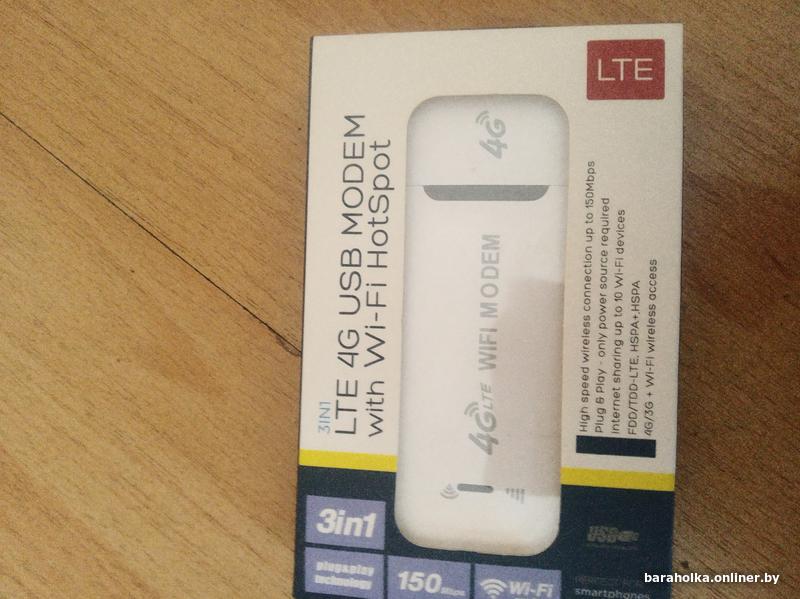 LTE
3IN1
LTE 4G USB MODEM
with Wi-Fi HotSpot
4G
4G LTE WIFI MODEM
High speed wireless connection up to 150Mbps
Plug & Play - only power source required
Internet sharing up to 10 Wi-Fi devices
FDD/TDD-LTE, HSPA+,HSPA
4G/3G + Wi-Fi wireless access
3in1
plug&play
technology
150 Mbps
Wi-Fi
USB
smartphones
baraholka.onliner.by